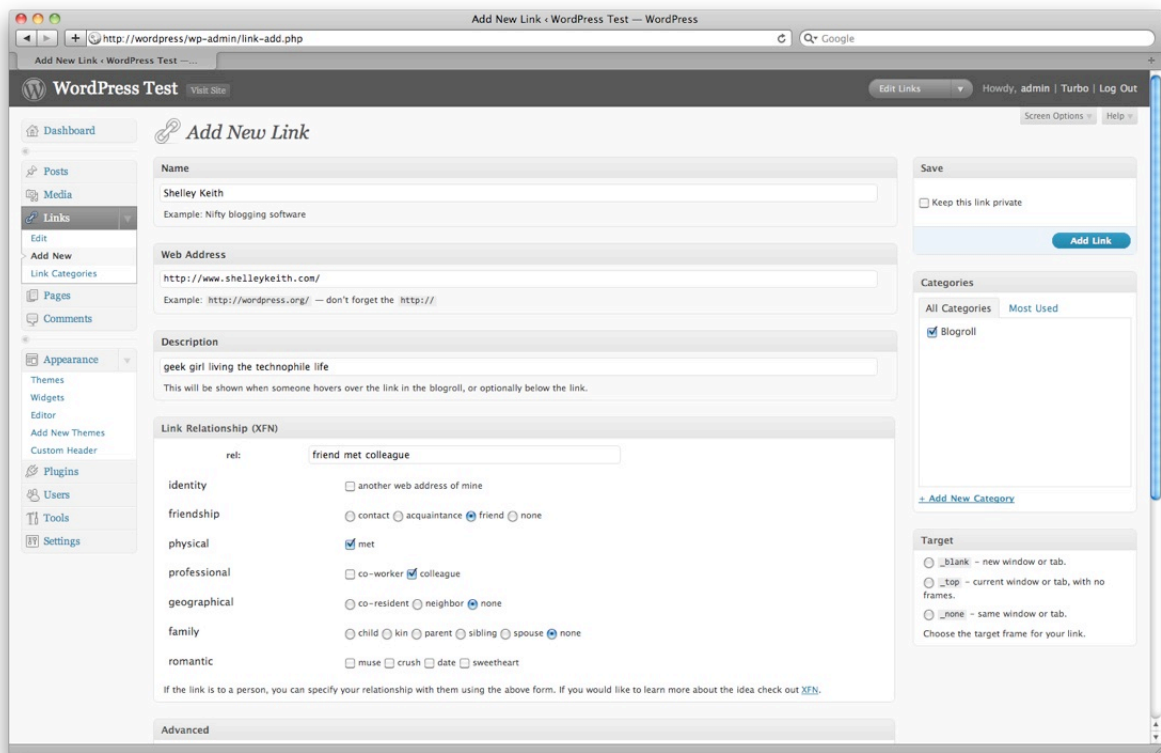 Add New Link ‹ WordPress Test — WordPress
http://wordpress/wp-admin/link-add.php
Google
Add New Link ‹ WordPress Test —...
WordPress Test Visit Site
Edit Links
Howdy, admin | Turbo | Log Out
Screen Options
Help
Dashboard
Posts
Media
Links
Edit
Add New
Link Categories
Pages
Comments
Appearance
Themes
Widgets
Editor
Add New Themes
Custom Header
Plugins
Users
Tools
Settings
Add New Link
Name
Shelley Keith
Example: Nifty blogging software
Web Address
http://www.shelleykeith.com/
Example: http://wordpress.org/ — don't forget the http://
Description
geek girl living the technophile life
This will be shown when someone hovers over the link in the blogroll, or optionally below the link.
Link Relationship (XFN)
rel: friend met colleague
identity another web address of mine
friendship contact acquaintance friend none
physical met
professional co-worker colleague
geographical co-resident neighbor none
family child kin parent sibling spouse none
romantic muse crush date sweetheart
If the link is to a person, you can specify your relationship with them using the above form. If you would like to learn more about the idea check out XFN.
Advanced
Save
Keep this link private
Add Link
Categories
All Categories Most Used
Blogroll
+ Add New Category
Target
_blank – new window or tab.
_top – current window or tab, with no
frames.
_none – same window or tab.
Choose the target frame for your link.